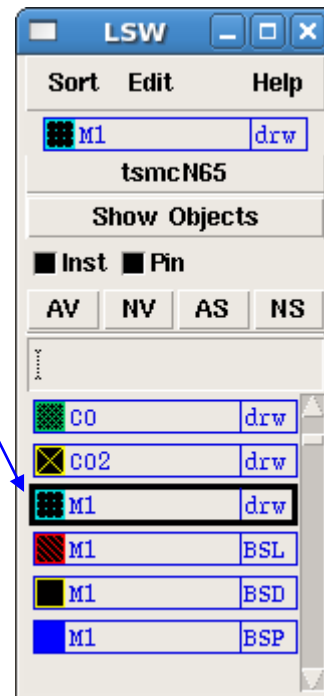 LSW
Sort Edit Help
M1 drw
tsmcN65
Show Objects
Inst Pin
AV NV AS NS
CO drw
CO2 drw
M1 drw
M1 BSL
M1 BSD
M1 BSP